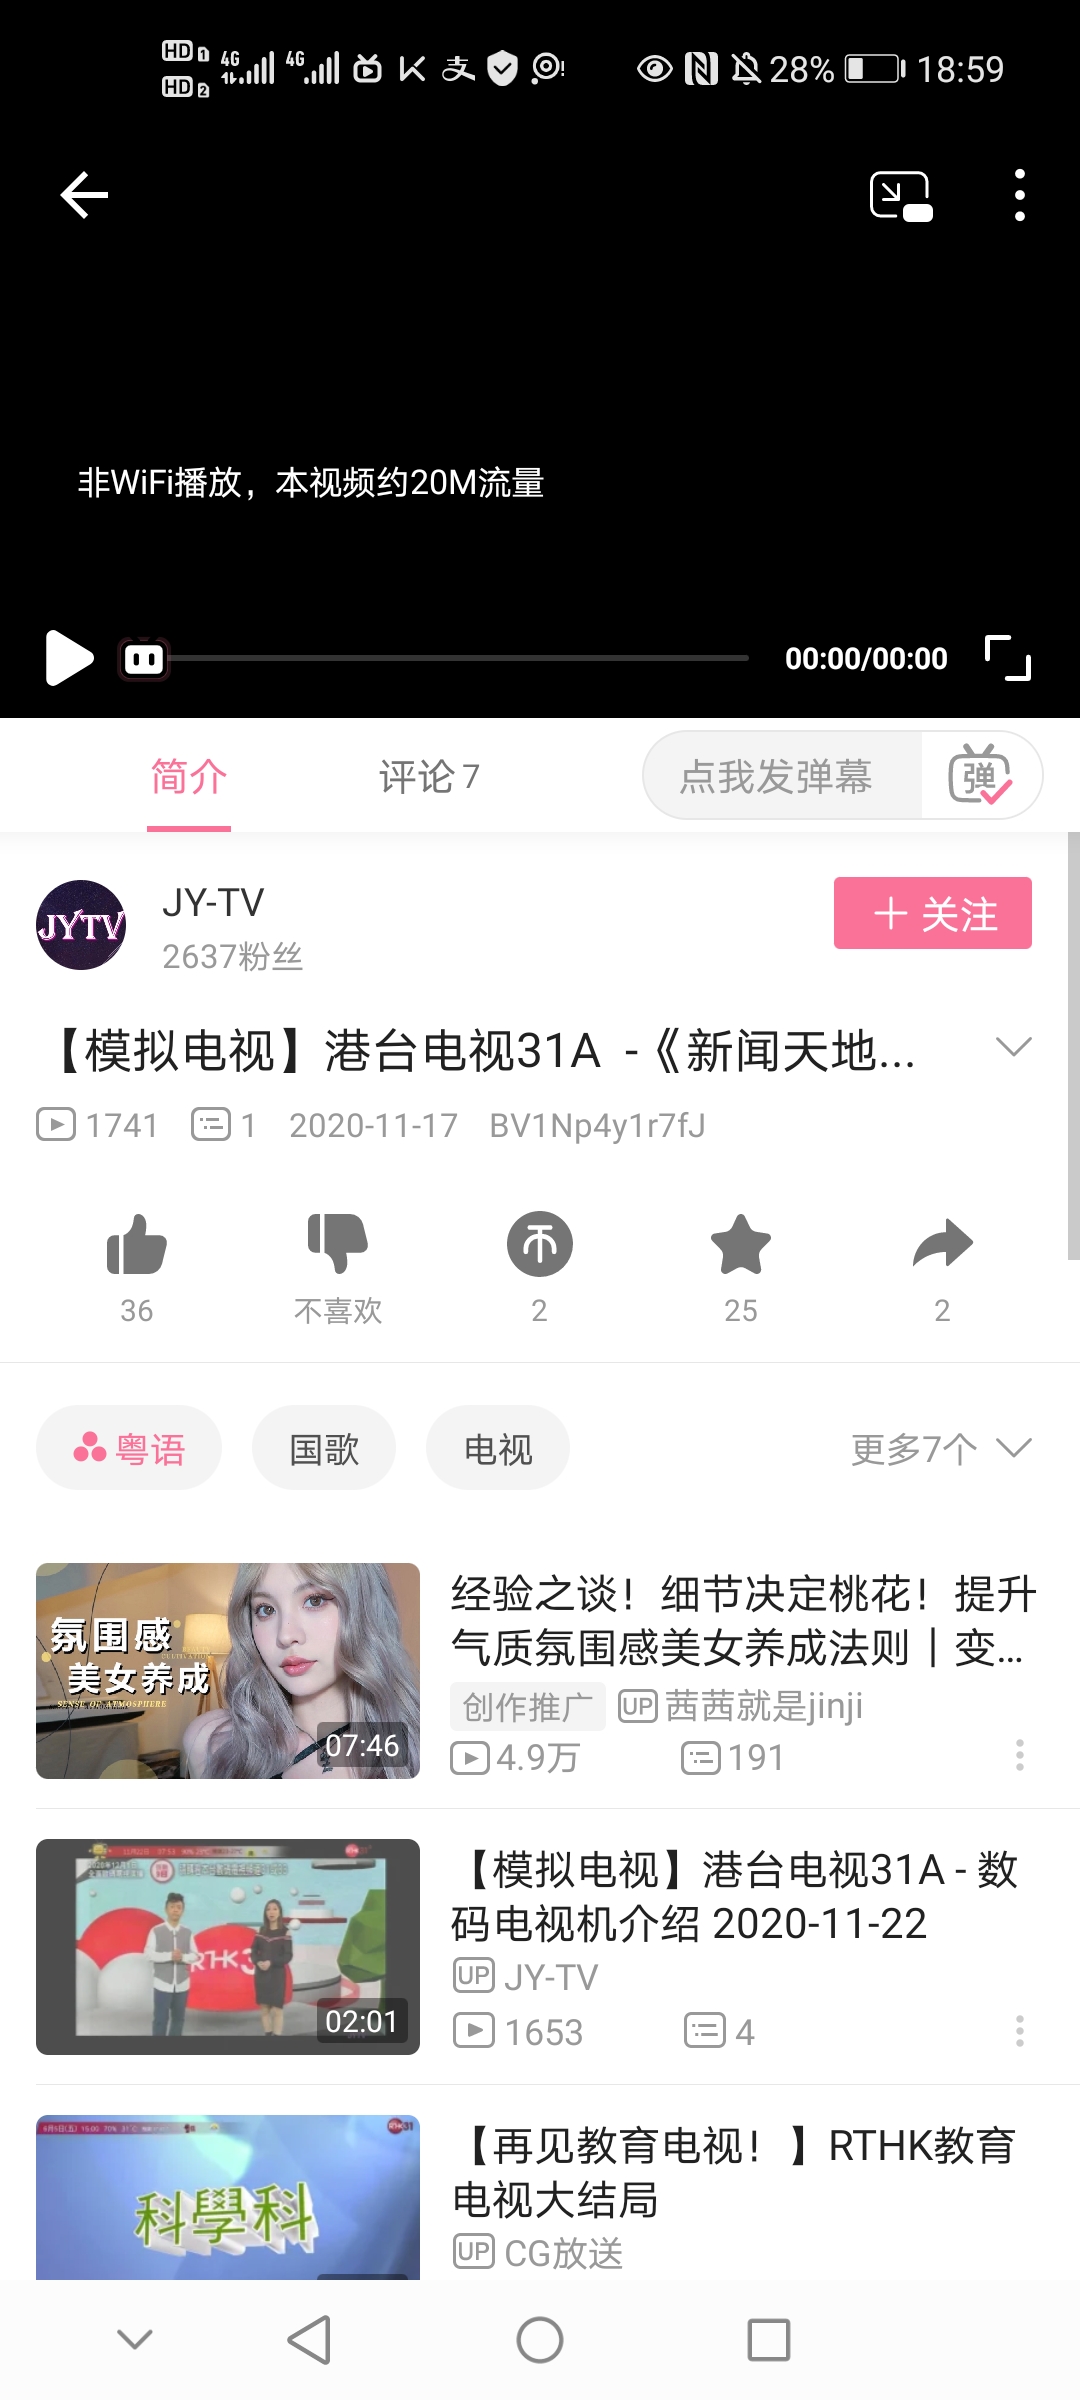 HD 1 4G 4G 28% 18:59
HD 2
非WiFi播放，本视频约20M流量
00:00/00:00
简介 评论 7 点我发弹幕 弹
JYTV
JY-TV
2637粉丝
+ 关注
【模拟电视】港台电视31A -《新闻天地...
1741 1 2020-11-17 BV1Np4y1r7fJ
36 不喜欢 2 25 2
粤语 国歌 电视 更多7个
氛围感
美女养成
SENSE OF ATMOSPHERE
07:46
经验之谈！细节决定桃花！提升
气质氛围感美女养成法则｜变...
创作推广 UP 茜茜就是jinji
4.9万 191
RTHK3
02:01
【模拟电视】港台电视31A - 数
码电视机介绍 2020-11-22
UP JY-TV
1653 4
科學科
【再见教育电视！】RTHK教育
电视大结局
UP CG放送